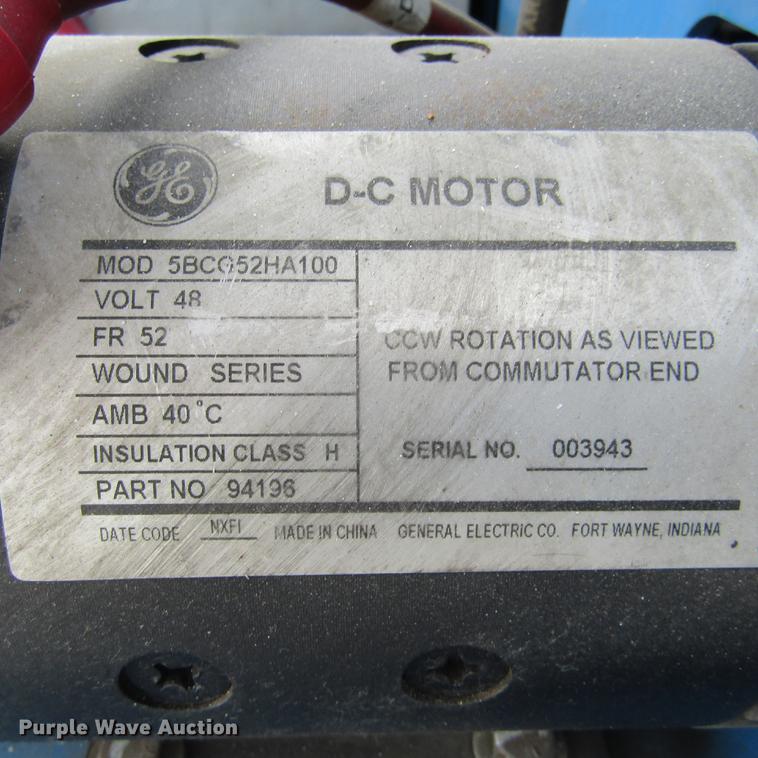 GE
D-C MOTOR
MOD 5BCG52HA100
VOLT 48
FR 52
WOUND SERIES
AMB 40°C
INSULATION CLASS H
PART NO 94196
CCW ROTATION AS VIEWED
FROM COMMUTATOR END
SERIAL NO. 003943
DATE CODE NXFI MADE IN CHINA GENERAL ELECTRIC CO. FORT WAYNE, INDIANA
Purple Wave Auction